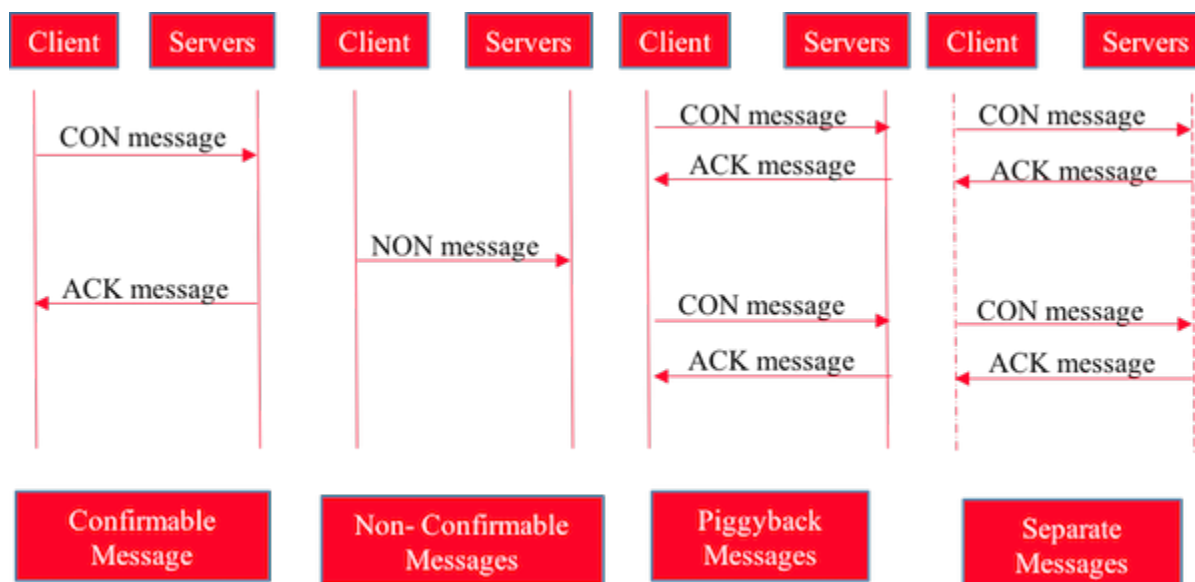 Client Servers Client Servers Client Servers Client Servers
CON message
ACK message
NON message
CON message
ACK message
CON message
ACK message
CON message
ACK message
CON message
ACK message
Confirmable
Message
Non- Confirmable
Messages
Piggyback
Messages
Separate
Messages